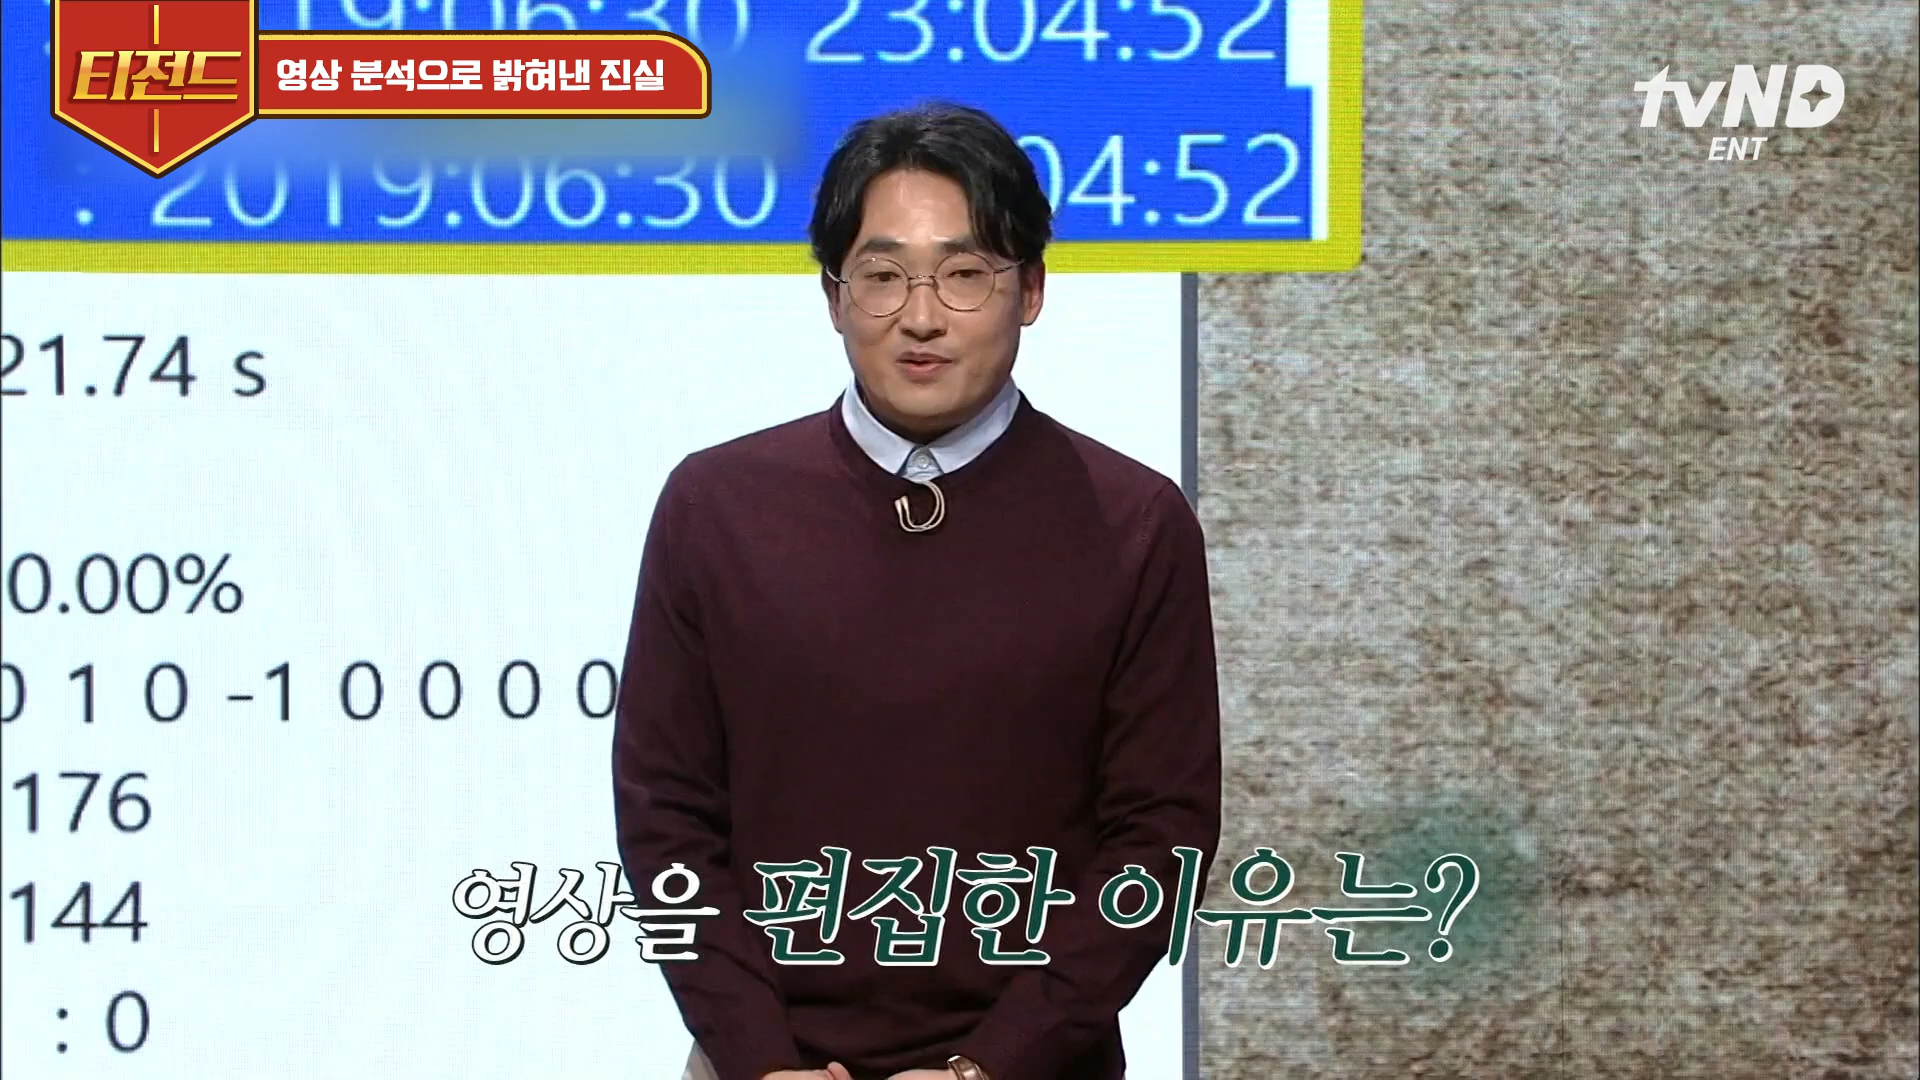 티전드
영상 분석으로 밝혀낸 진실
tvND
ENT
23:04:52
: 2019:06:30
04:52
21.74 s
0.00%
0 1 0 -1 0 0 0 0
176
144
: 0
영상을 편집한 이유는?